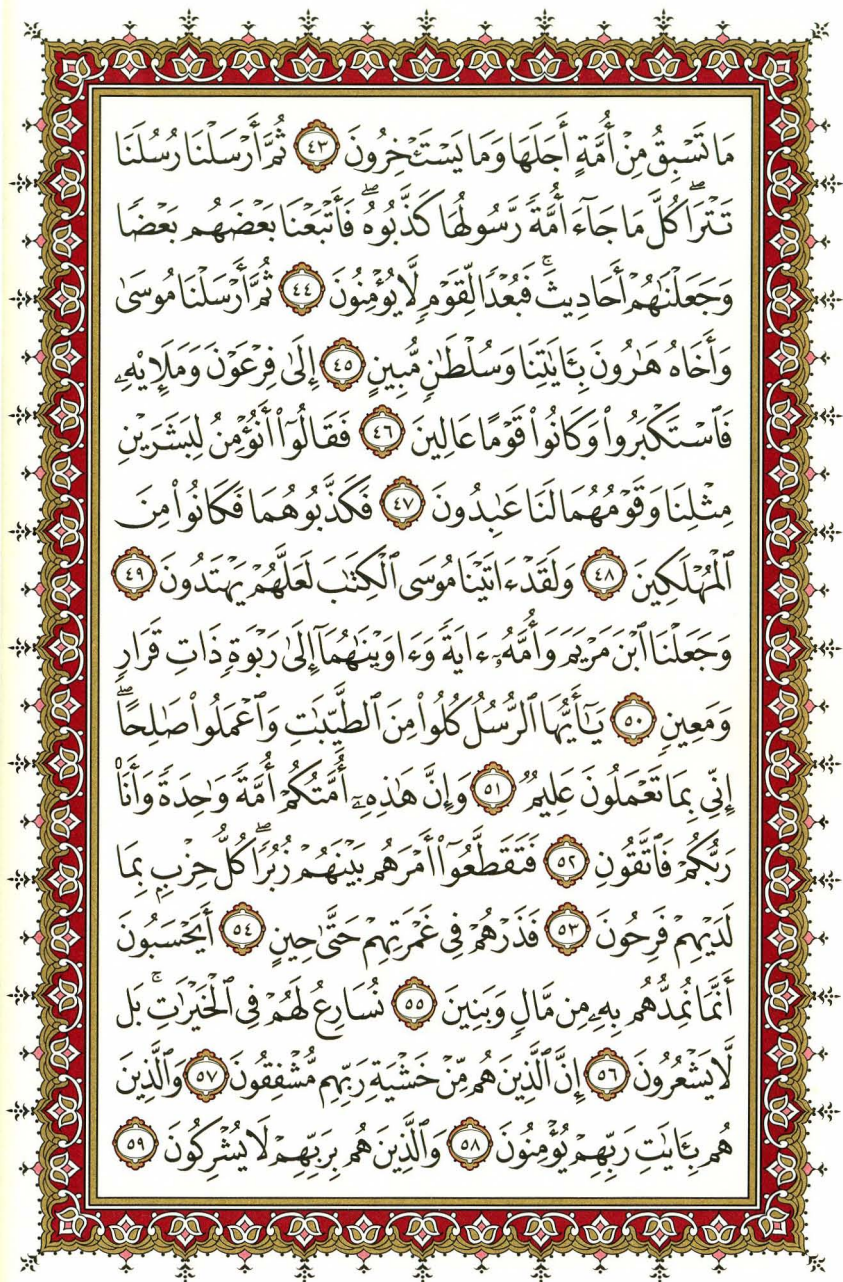 مَا تَسْبِقُ مِنْ أُمَّةٍ أَجَلَهَا وَمَا يَسْتَـْٔخِرُونَ ٤٣ ثُمَّ أَرْسَلْنَا رُسُلَنَا
تَتْرَاۖ كُلَّ مَا جَآءَ أُمَّةً رَّسُولُهَا كَذَّبُوهُۖ فَأَتْبَعْنَا بَعْضَهُم بَعْضًا
وَجَعَلْنَٰهُمْ أَحَادِيثَۚ فَبُعْدًا لِّقَوْمٍ لَّا يُؤْمِنُونَ ٤٤ ثُمَّ أَرْسَلْنَا مُوسَىٰ
وَأَخَاهُ هَٰرُونَ بِـَٔايَٰتِنَا وَسُلْطَٰنٍ مُّبِينٍ ٤٥ إِلَىٰ فِرْعَوْنَ وَمَلَإِي۟هِۦ
فَٱسْتَكْبَرُوا۟ وَكَانُوا۟ قَوْمًا عَالِينَ ٤٦ فَقَالُوٓا۟ أَنُؤْمِنُ لِبَشَرَيْنِ
مِثْلِنَا وَقَوْمُهُمَا لَنَا عَٰبِدُونَ ٤٧ فَكَذَّبُوهُمَا فَكَانُوا۟ مِنَ
ٱلْمُهْلَكِينَ ٤٨ وَلَقَدْ ءَاتَيْنَا مُوسَى ٱلْكِتَٰبَ لَعَلَّهُمْ يَهْتَدُونَ ٤٩
وَجَعَلْنَا ٱبْنَ مَرْيَمَ وَأُمَّهُۥٓ ءَايَةً وَءَاوَيْنَٰهُمَآ إِلَىٰ رَبْوَةٍ ذَاتِ قَرَارٍ
وَمَعِينٍ ٥٠ يَٰٓأَيُّهَا ٱلرُّسُلُ كُلُوا۟ مِنَ ٱلطَّيِّبَٰتِ وَٱعْمَلُوا۟ صَٰلِحًاۖ
إِنِّى بِمَا تَعْمَلُونَ عَلِيمٌ ٥١ وَإِنَّ هَٰذِهِۦٓ أُمَّتُكُمْ أُمَّةً وَٰحِدَةً وَأَنَا۠
رَبُّكُمْ فَٱتَّقُونِ ٥٢ فَتَقَطَّعُوٓا۟ أَمْرَهُم بَيْنَهُمْ زُبُرًاۖ كُلُّ حِزْبٍۭ بِمَا
لَدَيْهِمْ فَرِحُونَ ٥٣ فَذَرْهُمْ فِى غَمْرَتِهِمْ حَتَّىٰ حِينٍ ٥٤ أَيَحْسَبُونَ
أَنَّمَا نُمِدُّهُم بِهِۦ مِن مَّالٍ وَبَنِينَ ٥٥ نُسَارِعُ لَهُمْ فِى ٱلْخَيْرَٰتِۚ بَل
لَّا يَشْعُرُونَ ٥٦ إِنَّ ٱلَّذِينَ هُم مِّنْ خَشْيَةِ رَبِّهِم مُّشْفِقُونَ ٥٧ وَٱلَّذِينَ
هُم بِـَٔايَٰتِ رَبِّهِمْ يُؤْمِنُونَ ٥٨ وَٱلَّذِينَ هُم بِرَبِّهِمْ لَا يُشْرِكُونَ ٥٩